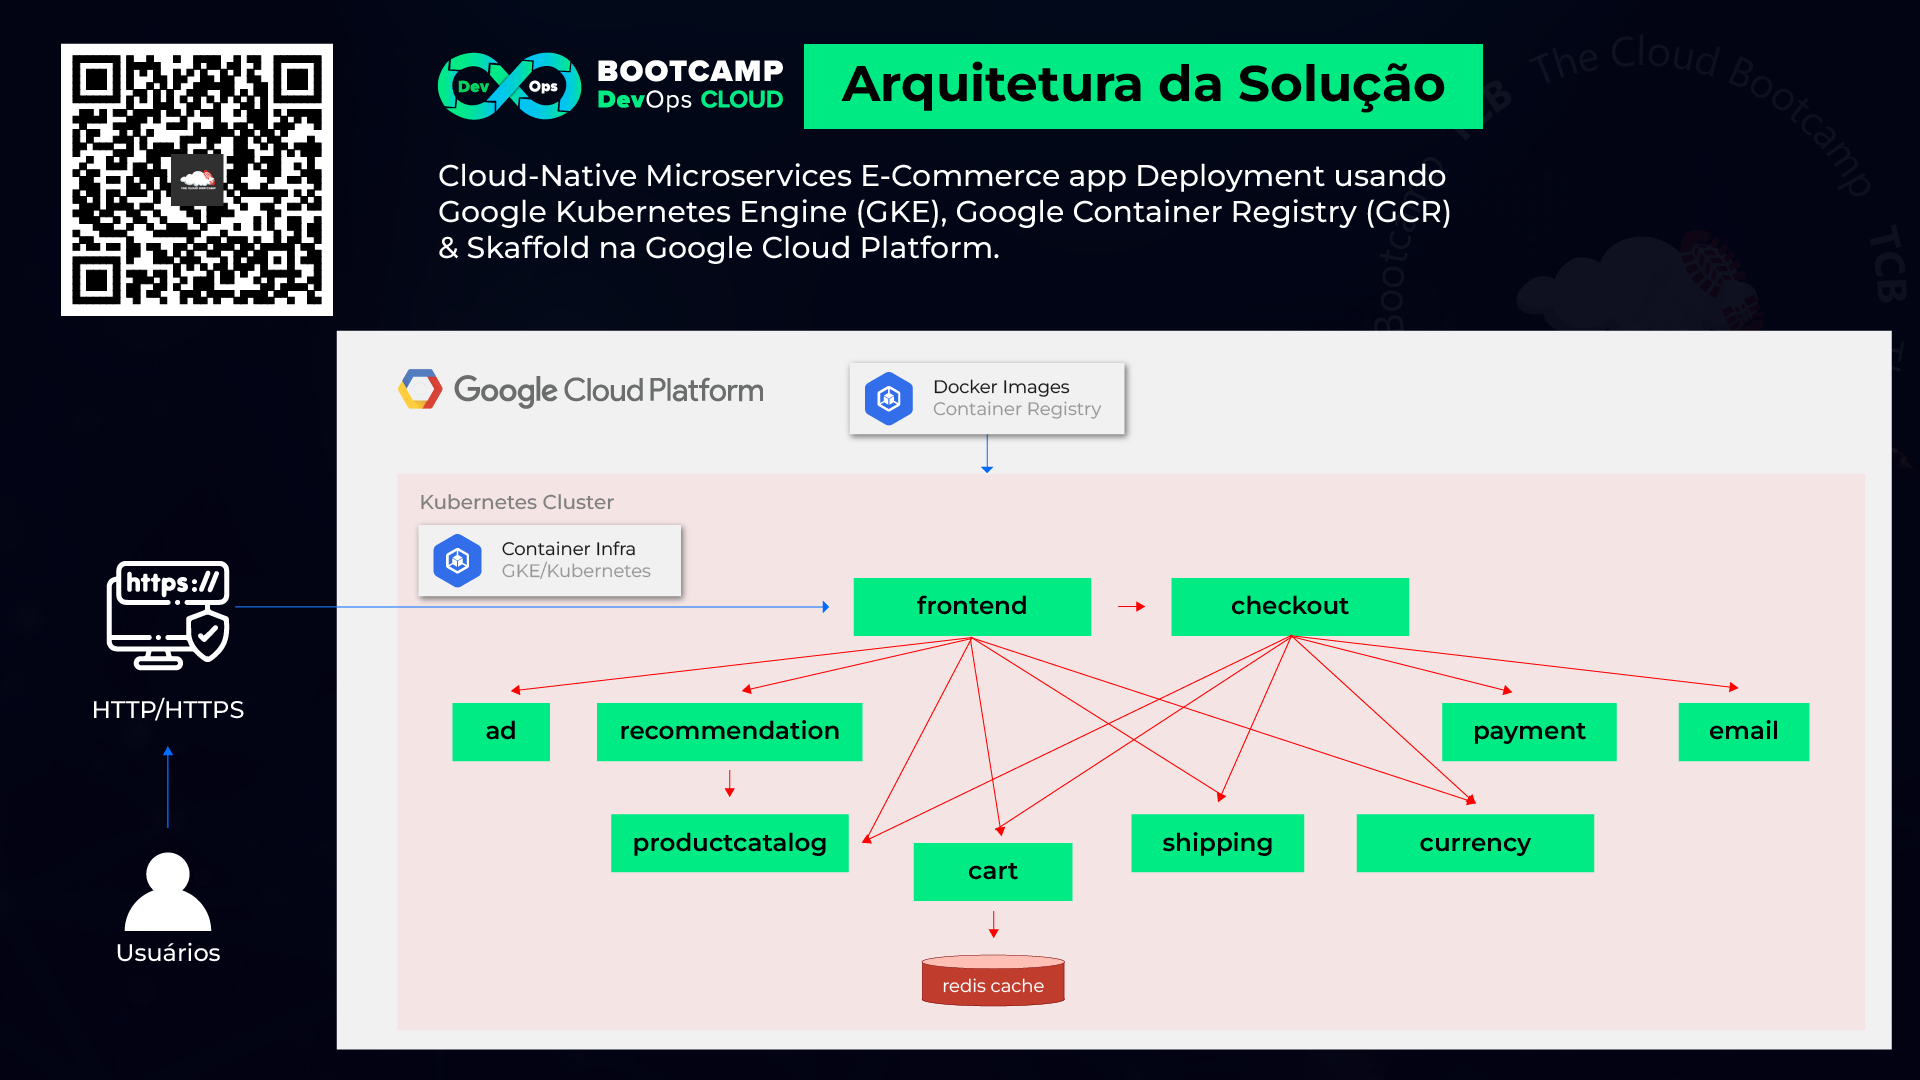 Dev Ops
BOOTCAMP
DevOps CLOUD
Arquitetura da Solução
Cloud-Native Microservices E-Commerce app Deployment usando
Google Kubernetes Engine (GKE), Google Container Registry (GCR)
& Skaffold na Google Cloud Platform.
The Cloud Bootcamp
TCB
Bootcamp
TCB
Google Cloud Platform
Docker Images
Container Registry
Kubernetes Cluster
Container Infra
GKE/Kubernetes
https://
HTTP/HTTPS
Usuários
frontend
checkout
ad
recommendation
payment
email
productcatalog
cart
shipping
currency
redis cache